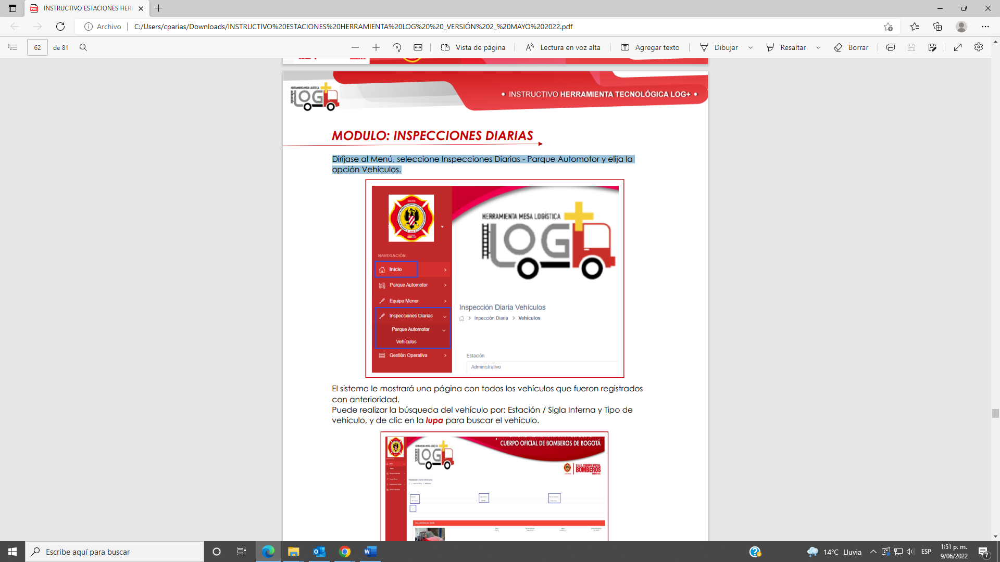 INSTRUCTIVO ESTACIONES HER
Archivo
C:/Users/cparias/Downloads/INSTRUCTIVO%20ESTACIONES%20HERRAMIENTA%20LOG%20%20_VERSIÓN%202_%20MAYO%202022.pdf
62 de 81
Vista de página
Lectura en voz alta
Agregar texto
Dibujar
Resaltar
Borrar
HERRAMIENTA MESA LOGÍSTICA
LOG
• INSTRUCTIVO HERRAMIENTA TECNOLÓGICA LOG+ •
MODULO: INSPECCIONES DIARIAS
Diríjase al Menú, seleccione Inspecciones Diarias - Parque Automotor y elija la
opción Vehículos.
HERRAMIENTA MESA LOGÍSTICA
LOG
NAVEGACIÓN
Inicio
Parque Automotor
Equipo Menor
Inspecciones Diarias
Parque Automotor
Vehículos
Gestión Operativa
Inspección Diaria Vehículos
Inpección Diaria > Vehículos
Estación
Administrativo
El sistema le mostrará una página con todos los vehículos que fueron registrados
con anterioridad.
Puede realizar la búsqueda del vehículo por: Estación / Sigla Interna y Tipo de
vehículo, y de clic en la lupa para buscar el vehículo.
CUERPO OFICIAL DE BOMBEROS DE BOGOTÁ
HERRAMIENTA MESA LOGÍSTICA
LOG
U.A.E. CUERPO OFICIAL
BOMBEROS
Inspección Diaria Vehículos
Escribe aquí para buscar
14°C Lluvia
ESP
1:51 p. m.
9/06/2022
7